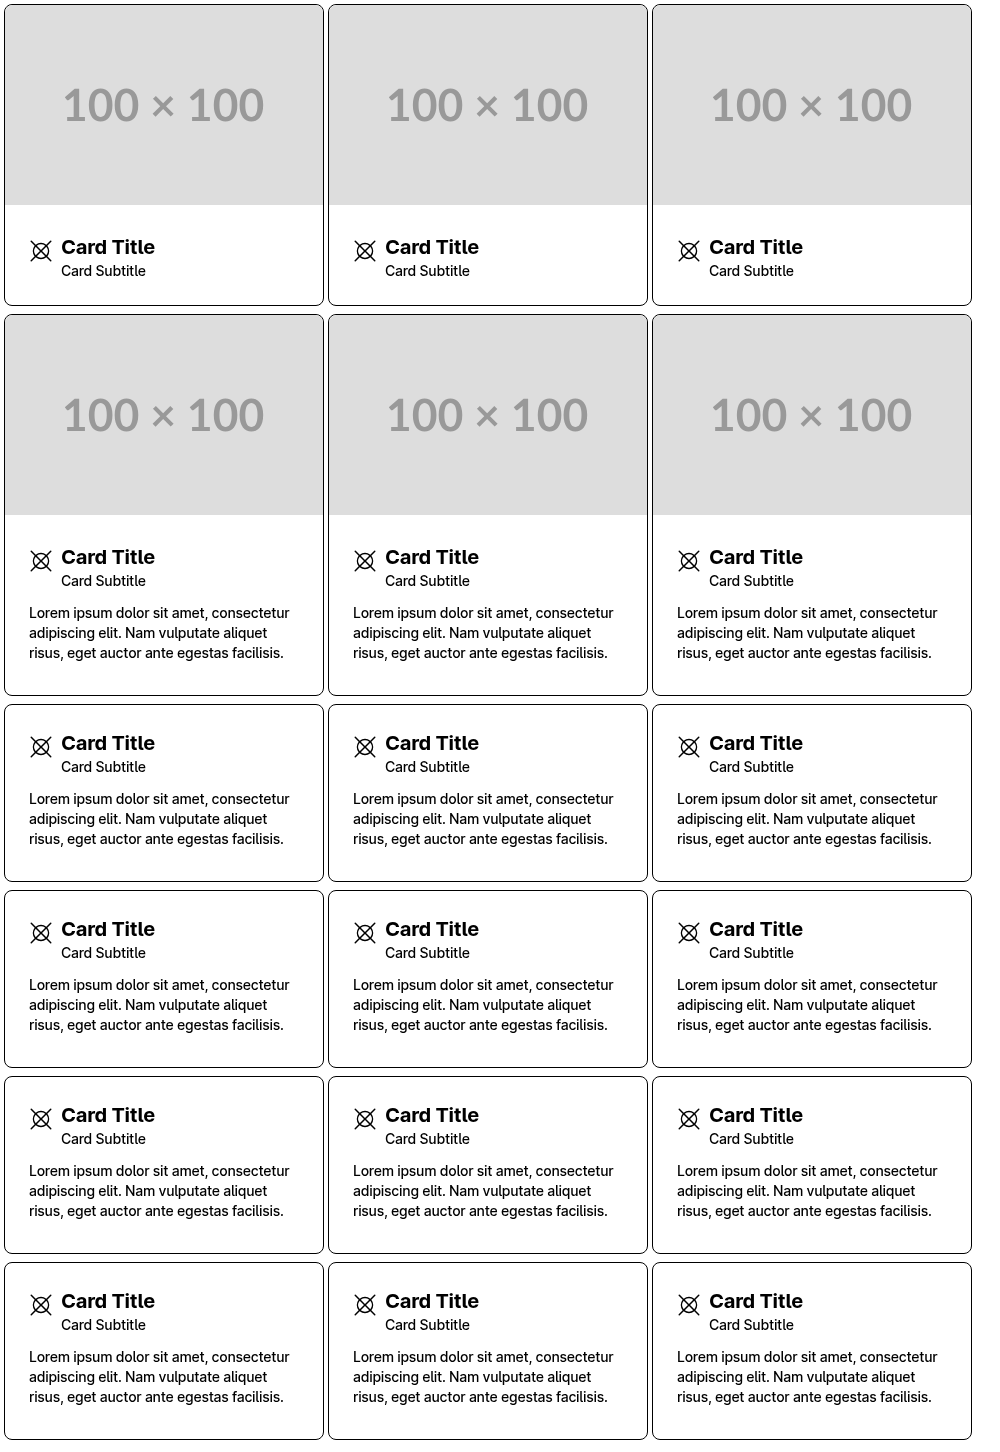 100 × 100
100 × 100
100 × 100
Card Title
Card Subtitle
Card Title
Card Subtitle
Card Title
Card Subtitle
100 × 100
100 × 100
100 × 100
Card Title
Card Subtitle
Lorem ipsum dolor sit amet, consectetur
adipiscing elit. Nam vulputate aliquet
risus, eget auctor ante egestas facilisis.
Card Title
Card Subtitle
Lorem ipsum dolor sit amet, consectetur
adipiscing elit. Nam vulputate aliquet
risus, eget auctor ante egestas facilisis.
Card Title
Card Subtitle
Lorem ipsum dolor sit amet, consectetur
adipiscing elit. Nam vulputate aliquet
risus, eget auctor ante egestas facilisis.
Card Title
Card Subtitle
Lorem ipsum dolor sit amet, consectetur
adipiscing elit. Nam vulputate aliquet
risus, eget auctor ante egestas facilisis.
Card Title
Card Subtitle
Lorem ipsum dolor sit amet, consectetur
adipiscing elit. Nam vulputate aliquet
risus, eget auctor ante egestas facilisis.
Card Title
Card Subtitle
Lorem ipsum dolor sit amet, consectetur
adipiscing elit. Nam vulputate aliquet
risus, eget auctor ante egestas facilisis.
Card Title
Card Subtitle
Lorem ipsum dolor sit amet, consectetur
adipiscing elit. Nam vulputate aliquet
risus, eget auctor ante egestas facilisis.
Card Title
Card Subtitle
Lorem ipsum dolor sit amet, consectetur
adipiscing elit. Nam vulputate aliquet
risus, eget auctor ante egestas facilisis.
Card Title
Card Subtitle
Lorem ipsum dolor sit amet, consectetur
adipiscing elit. Nam vulputate aliquet
risus, eget auctor ante egestas facilisis.
Card Title
Card Subtitle
Lorem ipsum dolor sit amet, consectetur
adipiscing elit. Nam vulputate aliquet
risus, eget auctor ante egestas facilisis.
Card Title
Card Subtitle
Lorem ipsum dolor sit amet, consectetur
adipiscing elit. Nam vulputate aliquet
risus, eget auctor ante egestas facilisis.
Card Title
Card Subtitle
Lorem ipsum dolor sit amet, consectetur
adipiscing elit. Nam vulputate aliquet
risus, eget auctor ante egestas facilisis.
Card Title
Card Subtitle
Lorem ipsum dolor sit amet, consectetur
adipiscing elit. Nam vulputate aliquet
risus, eget auctor ante egestas facilisis.
Card Title
Card Subtitle
Lorem ipsum dolor sit amet, consectetur
adipiscing elit. Nam vulputate aliquet
risus, eget auctor ante egestas facilisis.
Card Title
Card Subtitle
Lorem ipsum dolor sit amet, consectetur
adipiscing elit. Nam vulputate aliquet
risus, eget auctor ante egestas facilisis.